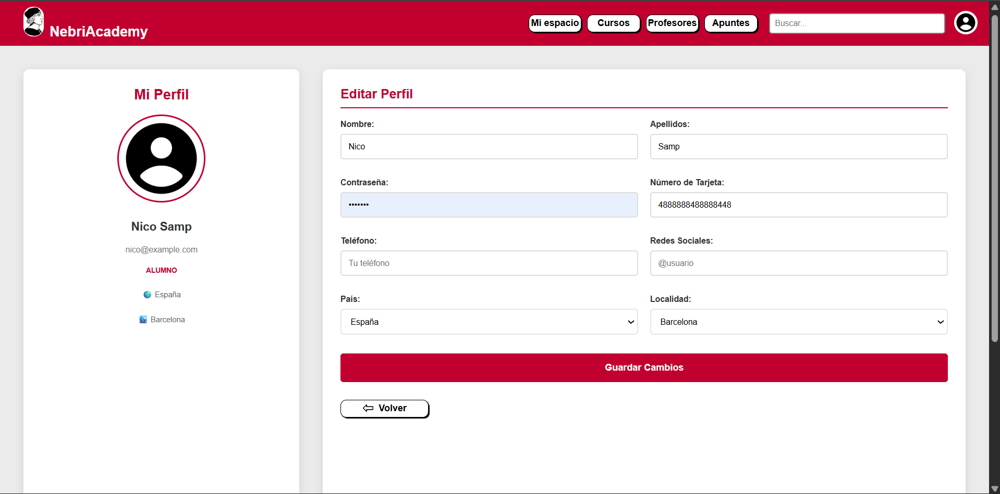 NebriAcademy
Mi espacio
Cursos
Profesores
Apuntes
Buscar...
Mi Perfil
Nico Samp
nico@example.com
ALUMNO
España
Barcelona
Editar Perfil
Nombre:
Nico
Apellidos:
Samp
Contraseña:
•••••••
Número de Tarjeta:
4888888488888448
Teléfono:
Tu teléfono
Redes Sociales:
@usuario
País:
España
Localidad:
Barcelona
Guardar Cambios
Volver